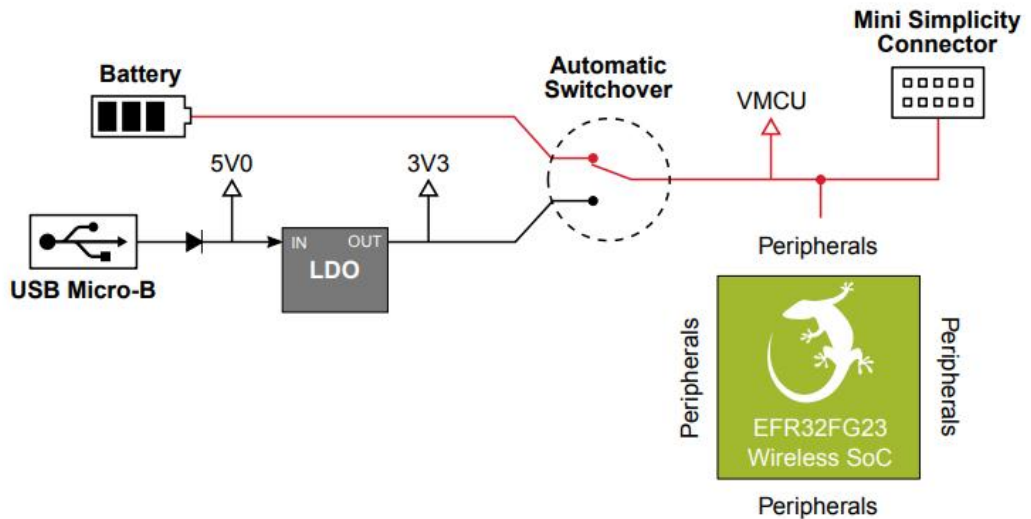 Mini Simplicity
Connector
Battery
Automatic
Switchover
VMCU
5V0
3V3
IN
OUT
LDO
USB Micro-B
Peripherals
Peripherals
Peripherals
EFR32FG23
Wireless SoC
Peripherals